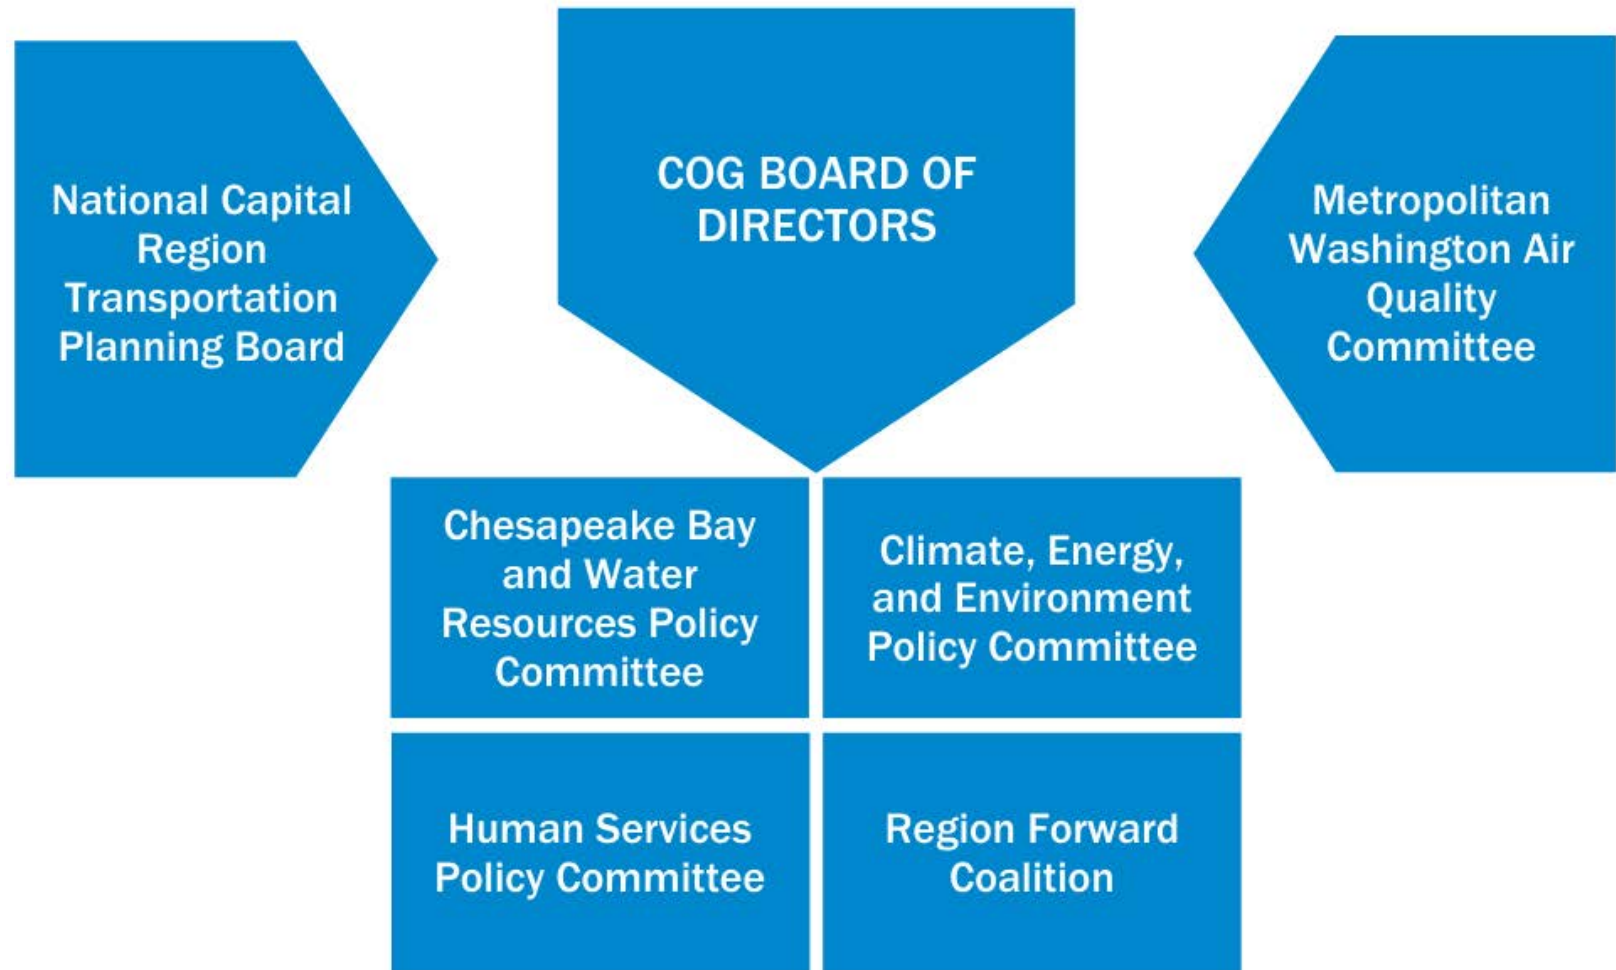 National Capital
Region
Transportation
Planning Board
COG BOARD OF
DIRECTORS
Metropolitan
Washington Air
Quality
Committee
Chesapeake Bay
and Water
Resources Policy
Committee
Climate, Energy,
and Environment
Policy Committee
Human Services
Policy Committee
Region Forward
Coalition